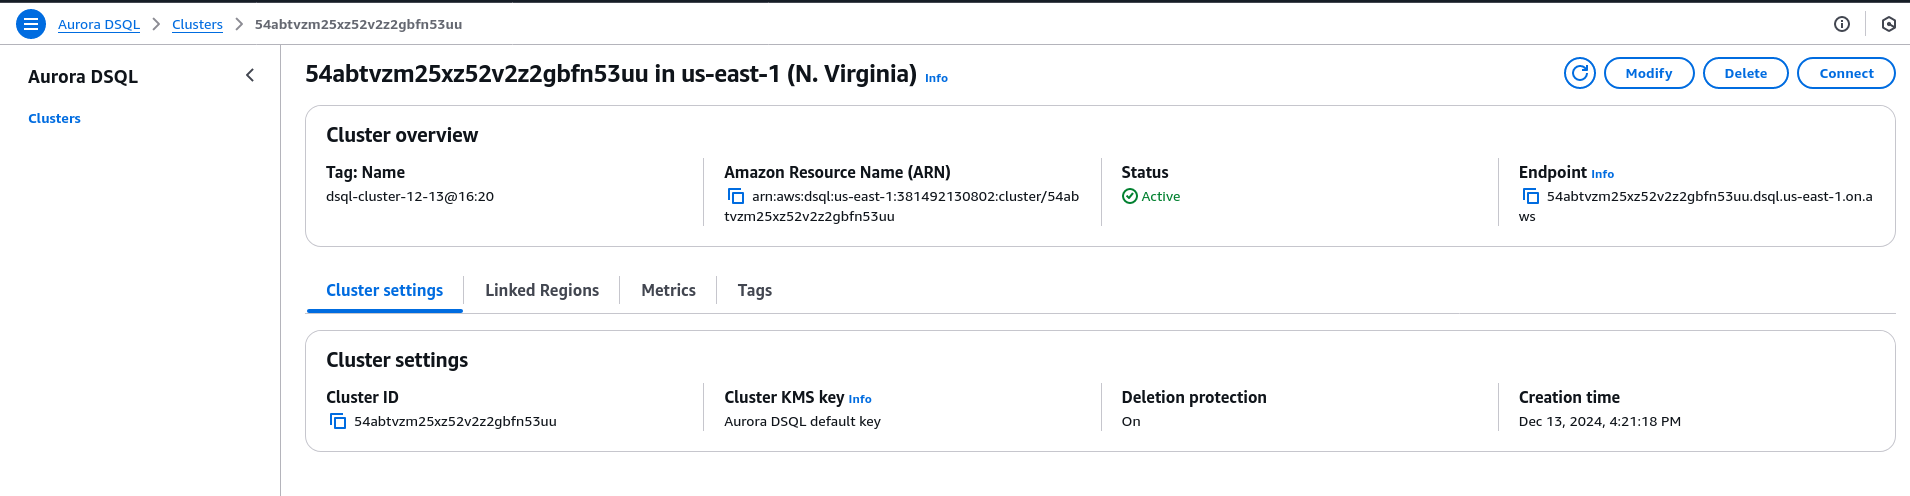 Aurora DSQL > Clusters > 54abtvzm25xz52v2z2gbfn53uu
Aurora DSQL
Clusters
54abtvzm25xz52v2z2gbfn53uu in us-east-1 (N. Virginia) Info
Modify
Delete
Connect
Cluster overview
Tag: Name
dsql-cluster-12-13@16:20
Amazon Resource Name (ARN)
arn:aws:dsql:us-east-1:381492130802:cluster/54ab
tvzm25xz52v2z2gbfn53uu
Status
Active
Endpoint Info
54abtvzm25xz52v2z2gbfn53uu.dsql.us-east-1.on.a
ws
Cluster settings
Linked Regions
Metrics
Tags
Cluster settings
Cluster ID
54abtvzm25xz52v2z2gbfn53uu
Cluster KMS key Info
Aurora DSQL default key
Deletion protection
On
Creation time
Dec 13, 2024, 4:21:18 PM